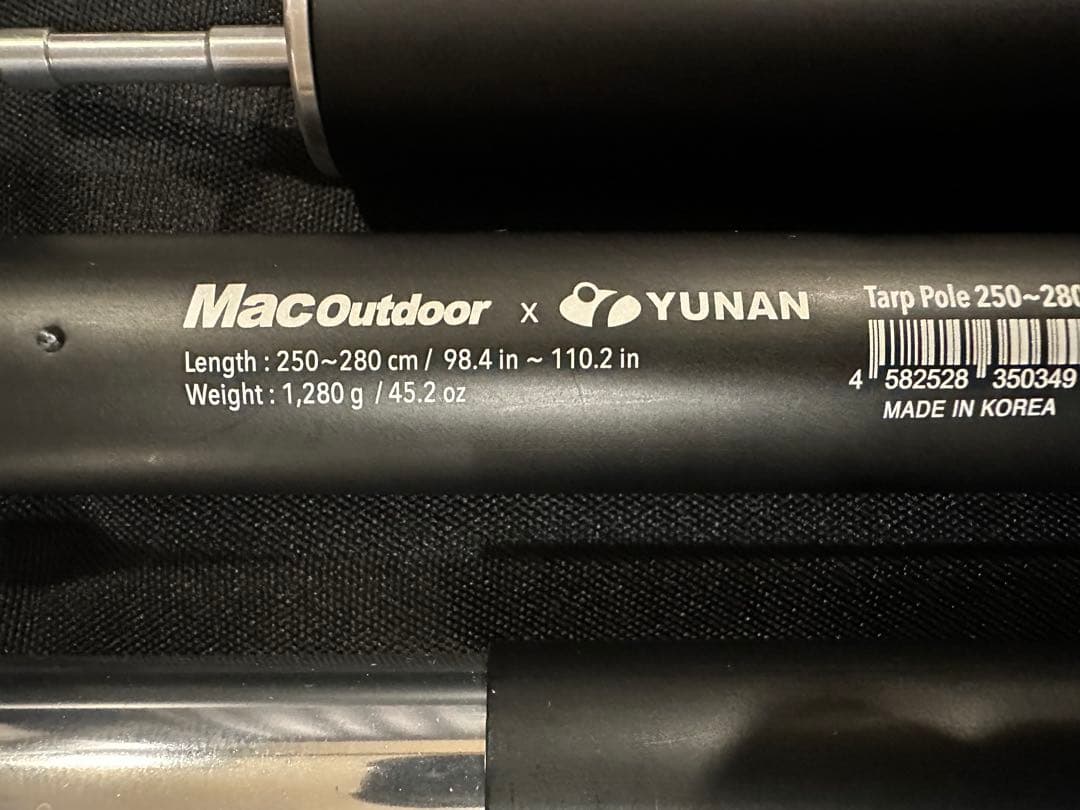 MacOutdoor x YUNAN
Length : 250~280 cm / 98.4 in ~ 110.2 in
Weight : 1,280 g / 45.2 oz
Tarp Pole 250~280
4 582528 350349
MADE IN KOREA